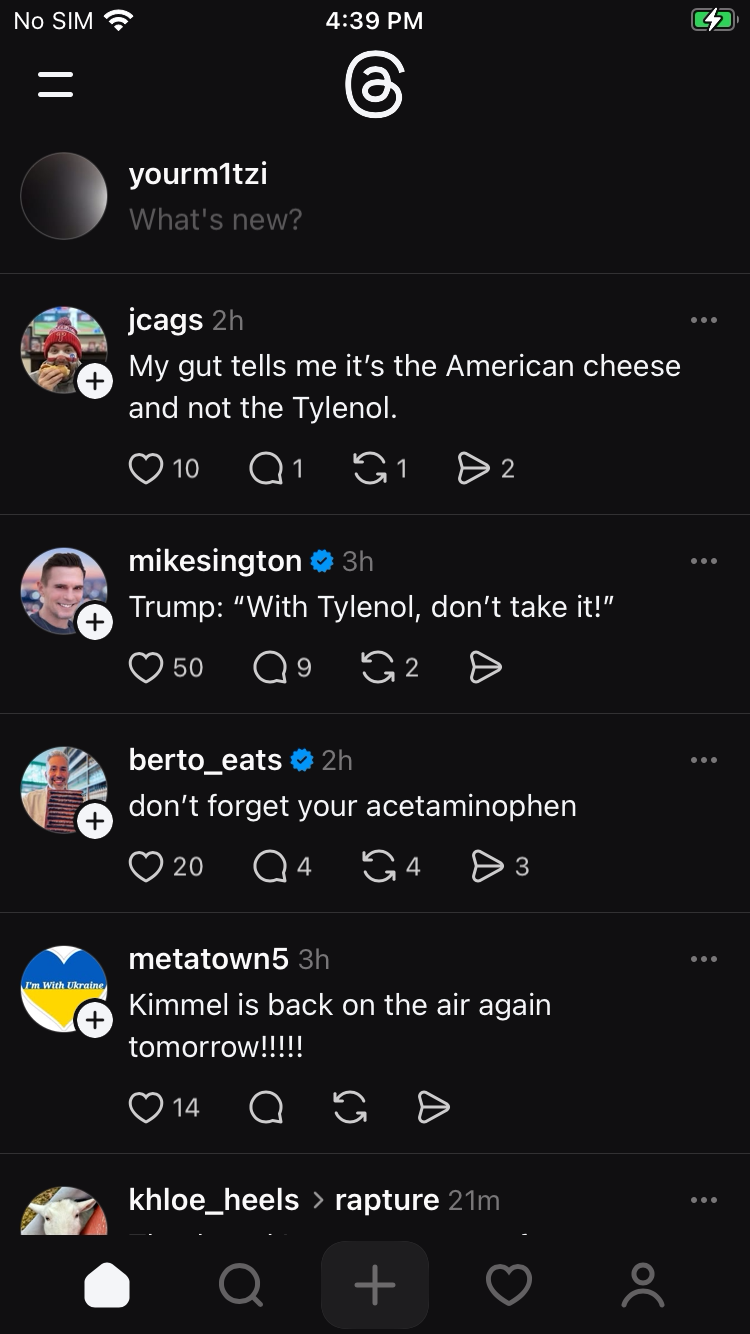 No SIM 4:39 PM
yourm1tzi
What's new?
jcags 2h
My gut tells me it’s the American cheese
and not the Tylenol.
10 1 1 2
mikesington 3h
Trump: “With Tylenol, don’t take it!”
50 9 2
berto_eats 2h
don’t forget your acetaminophen
20 4 4 3
I'm With Ukraine
metatown5 3h
Kimmel is back on the air again
tomorrow!!!!!
14
khloe_heels > rapture 21m